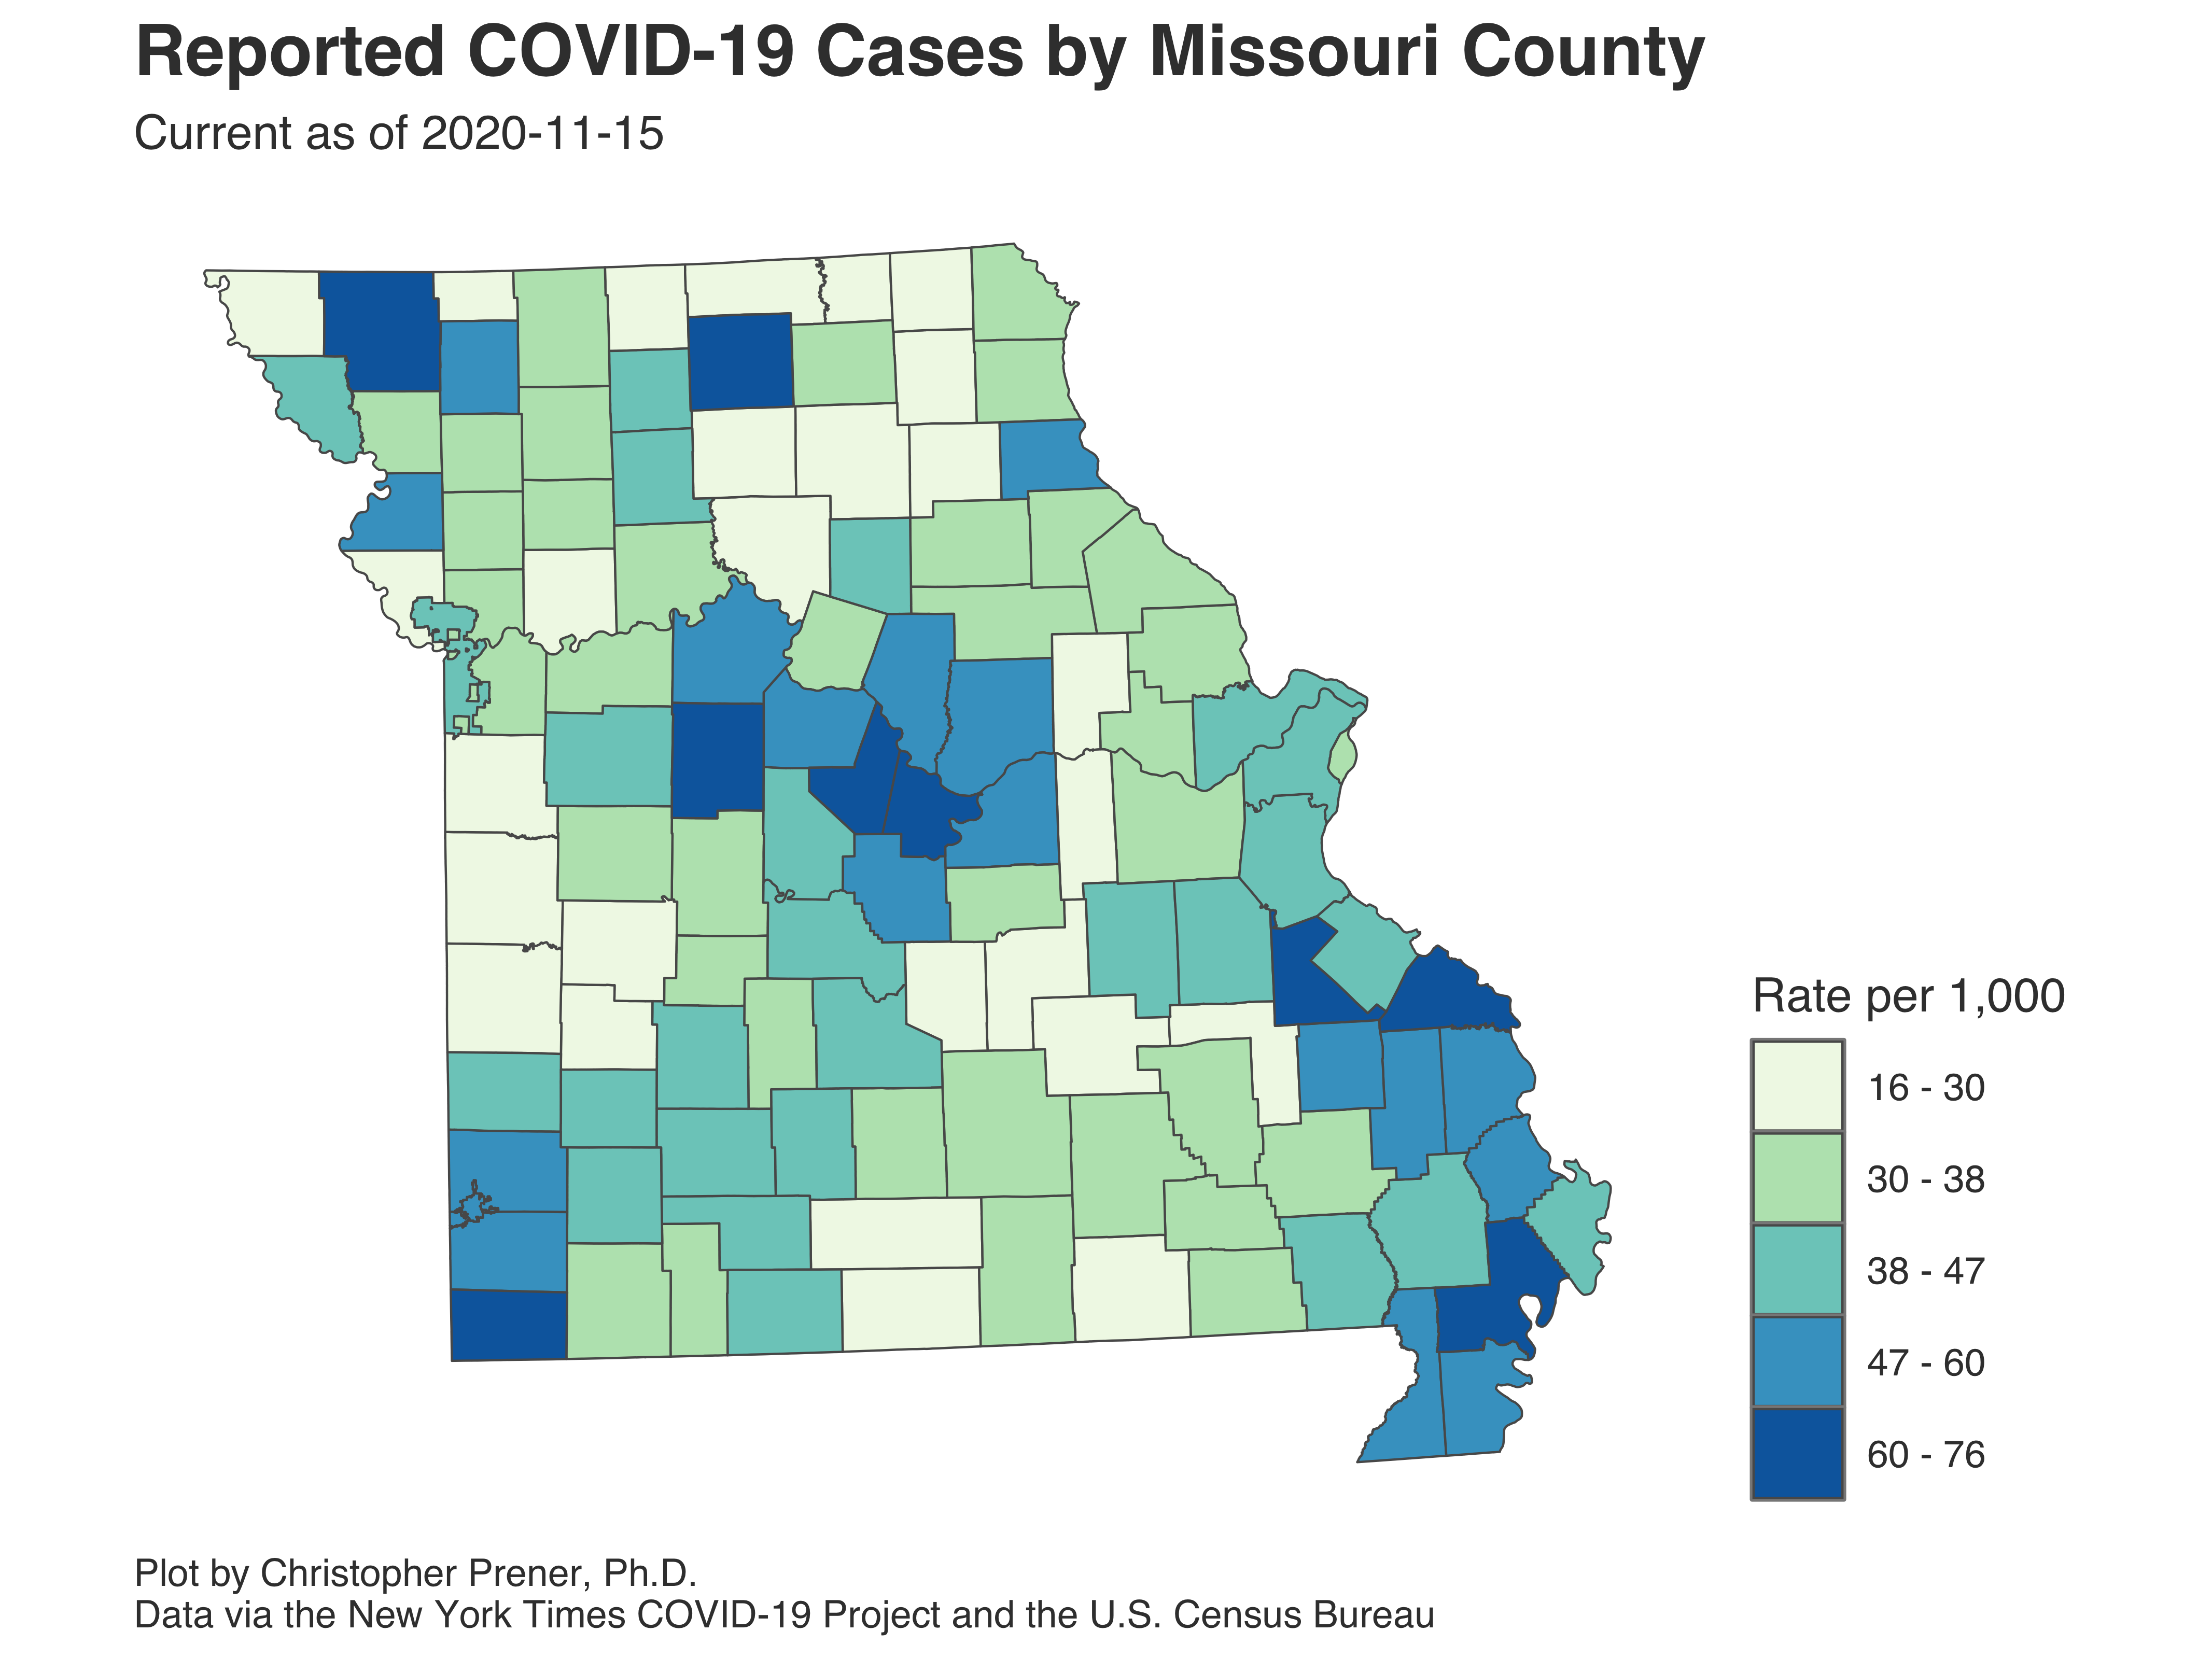 Reported COVID-19 Cases by Missouri County
Current as of 2020-11-15
Rate per 1,000
16 - 30
30 - 38
38 - 47
47 - 60
60 - 76
Plot by Christopher Prener, Ph.D.
Data via the New York Times COVID-19 Project and the U.S. Census Bureau